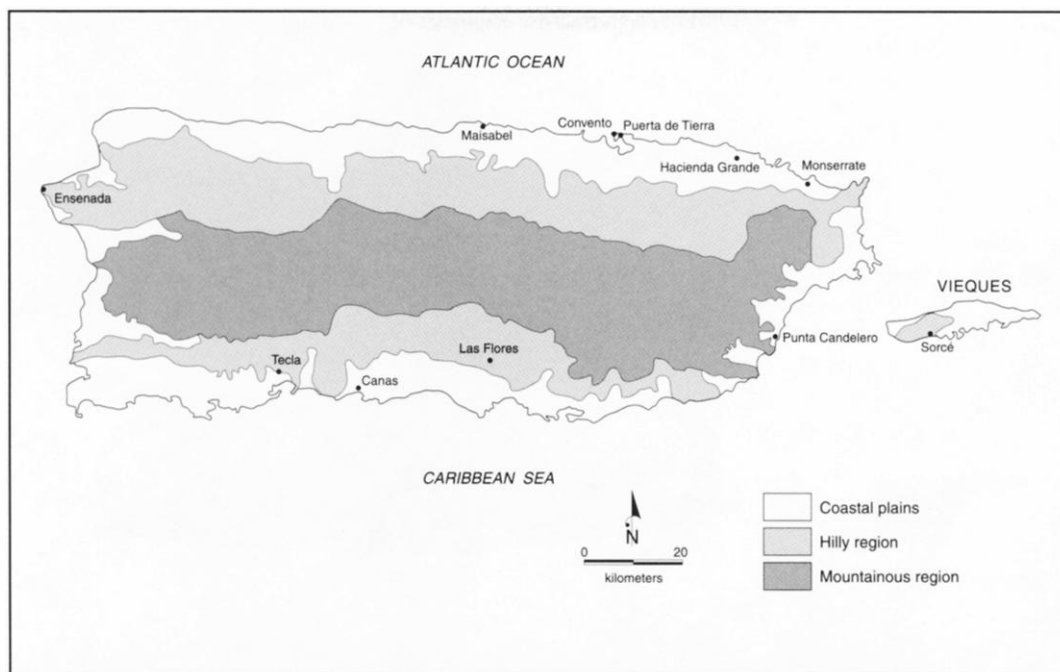 ATLANTIC OCEAN
Maisabel
Convento
Puerta de Tierra
Hacienda Grande
Monserrate
Ensenada
VIEQUES
Sorcé
Punta Candelero
Las Flores
Tecla
Canas
CARIBBEAN SEA
N
0 20
kilometers
Coastal plains
Hilly region
Mountainous region